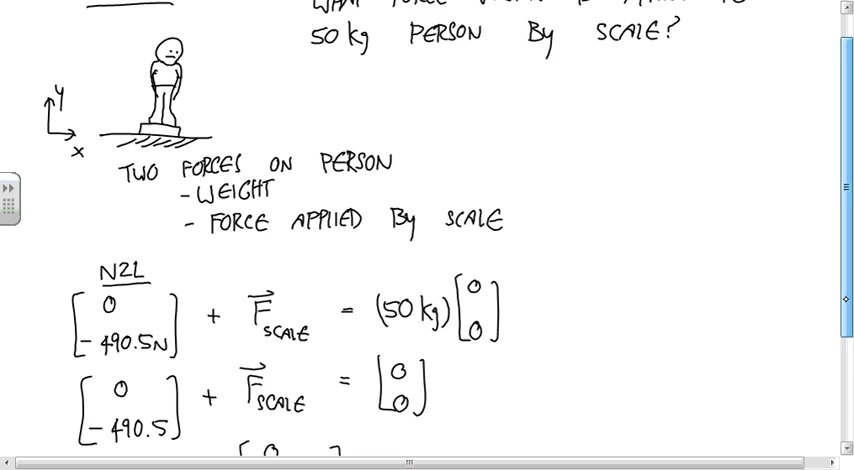 50 kg PERSON By SCALE?
y
x
TWO FORCES ON PERSON
- WEIGHT
- FORCE APPLIED By SCALE
N2L
[0 -490.5N] + F SCALE = (50 kg) [0 0]
[0 -490.5] + F SCALE = [0 0]